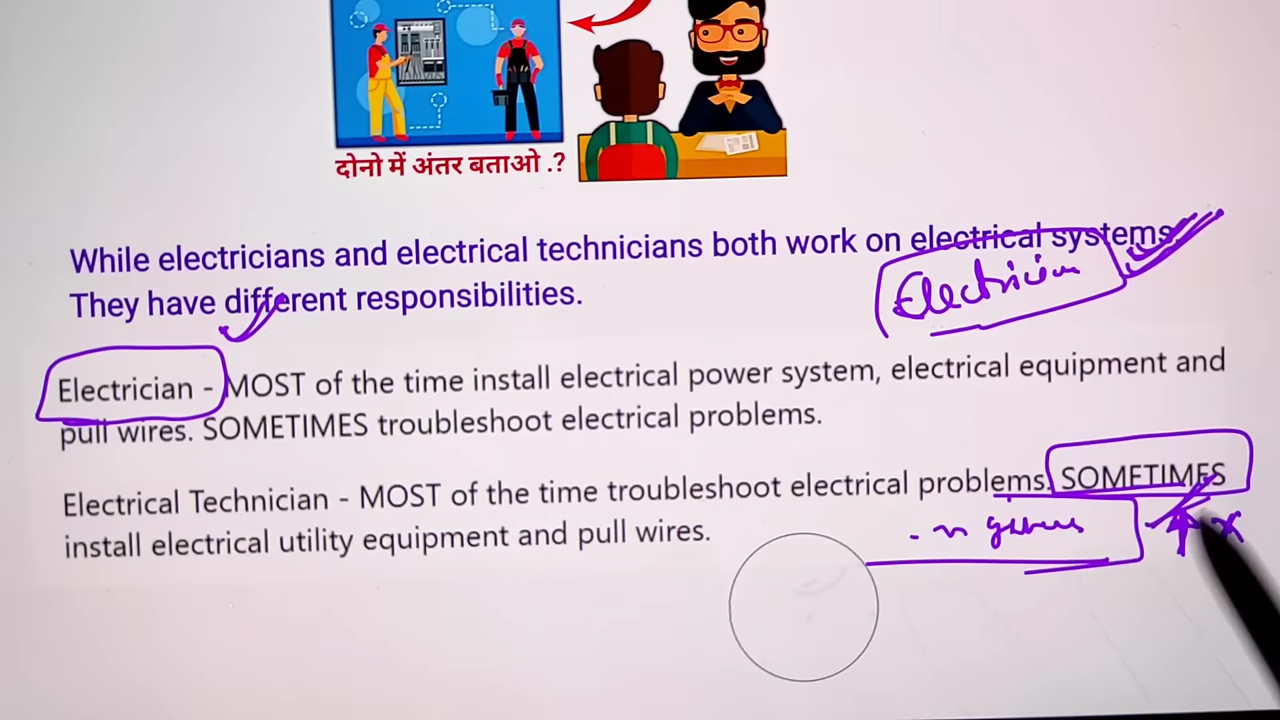 दोनो में अंतर बताओ .?
While electricians and electrical technicians both work on electrical systems
They have different responsibilities.
Electrician
Electrician - MOST of the time install electrical power system, electrical equipment and
pull wires. SOMETIMES troubleshoot electrical problems.
Electrical Technician - MOST of the time troubleshoot electrical problems. SOMETIMES
install electrical utility equipment and pull wires.